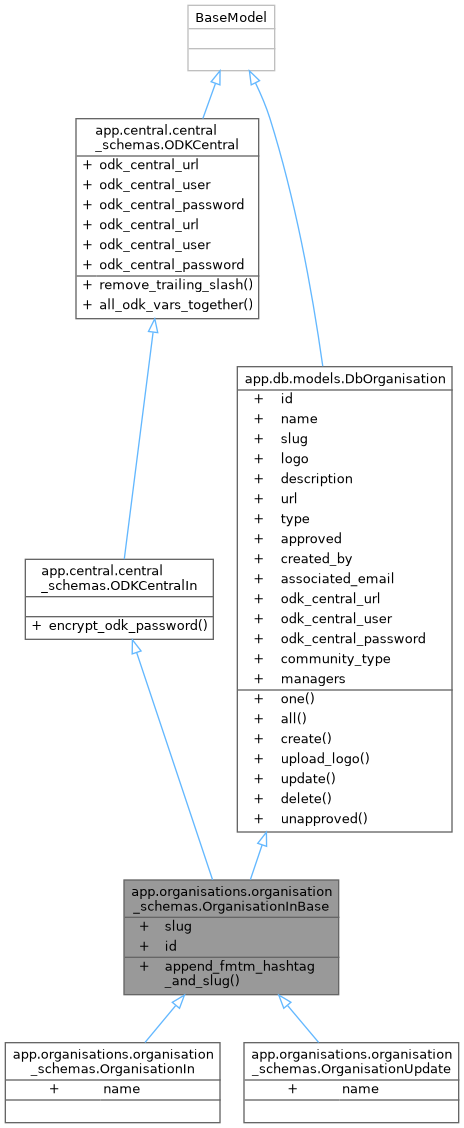 BaseModel
app.central.central
_schemas.ODKCentral
+ odk_central_url
+ odk_central_user
+ odk_central_password
+ odk_central_url
+ odk_central_user
+ odk_central_password
+ remove_trailing_slash()
+ all_odk_vars_together()
app.db.models.DbOrganisation
+ id
+ name
+ slug
+ logo
+ description
+ url
+ type
+ approved
+ created_by
+ associated_email
+ odk_central_url
+ odk_central_user
+ odk_central_password
+ community_type
+ managers
+ one()
+ all()
+ create()
+ upload_logo()
+ update()
+ delete()
+ unapproved()
app.central.central
_schemas.ODKCentralIn
+ encrypt_odk_password()
app.organisations.organisation
_schemas.OrganisationInBase
+ slug
+ id
+ append_fmtm_hashtag
_and_slug()
app.organisations.organisation
_schemas.OrganisationIn
+ name
app.organisations.organisation
_schemas.OrganisationUpdate
+ name